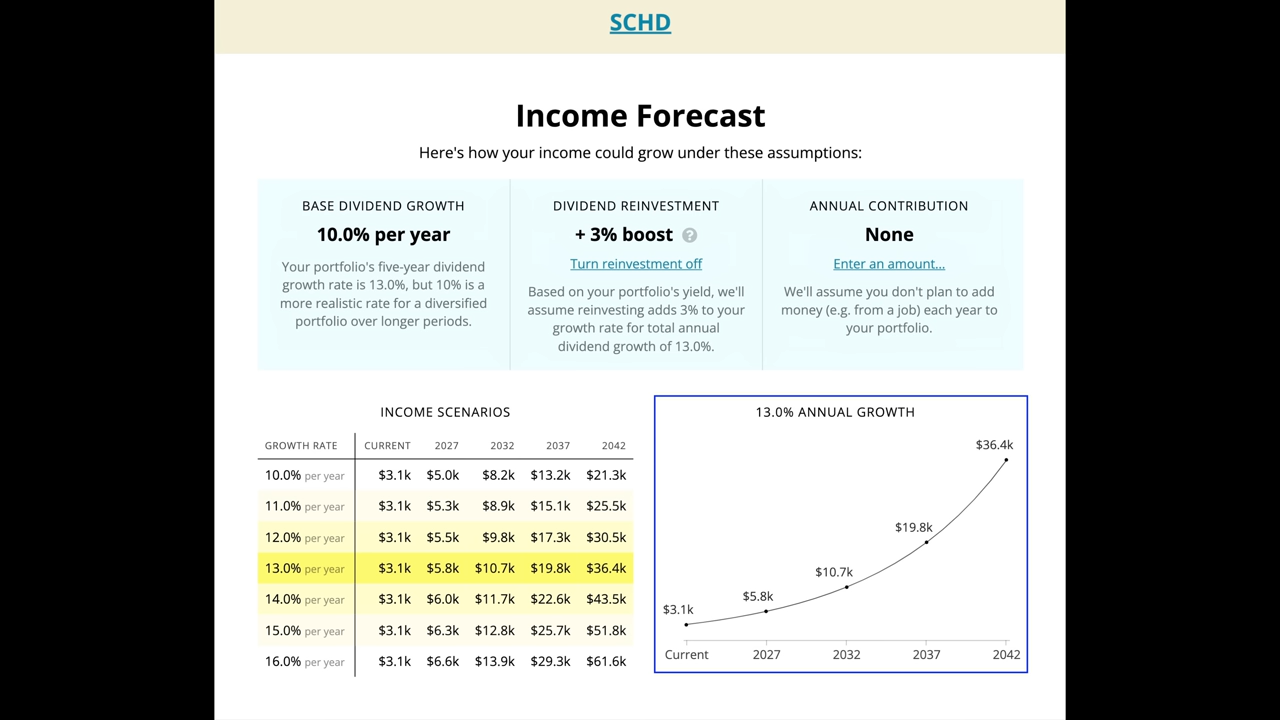 SCHD
Income Forecast
Here's how your income could grow under these assumptions:
BASE DIVIDEND GROWTH
10.0% per year
Your portfolio's five-year dividend
growth rate is 13.0%, but 10% is a
more realistic rate for a diversified
portfolio over longer periods.
DIVIDEND REINVESTMENT
+ 3% boost ?
Turn reinvestment off
Based on your portfolio's yield, we'll
assume reinvesting adds 3% to your
growth rate for total annual
dividend growth of 13.0%.
ANNUAL CONTRIBUTION
None
Enter an amount...
We'll assume you don't plan to add
money (e.g. from a job) each year to
your portfolio.
INCOME SCENARIOS
GROWTH RATE CURRENT 2027 2032 2037 2042
10.0% per year $3.1k $5.0k $8.2k $13.2k $21.3k
11.0% per year $3.1k $5.3k $8.9k $15.1k $25.5k
12.0% per year $3.1k $5.5k $9.8k $17.3k $30.5k
13.0% per year $3.1k $5.8k $10.7k $19.8k $36.4k
14.0% per year $3.1k $6.0k $11.7k $22.6k $43.5k
15.0% per year $3.1k $6.3k $12.8k $25.7k $51.8k
16.0% per year $3.1k $6.6k $13.9k $29.3k $61.6k
13.0% ANNUAL GROWTH
$36.4k
$19.8k
$10.7k
$5.8k
$3.1k
Current 2027 2032 2037 2042